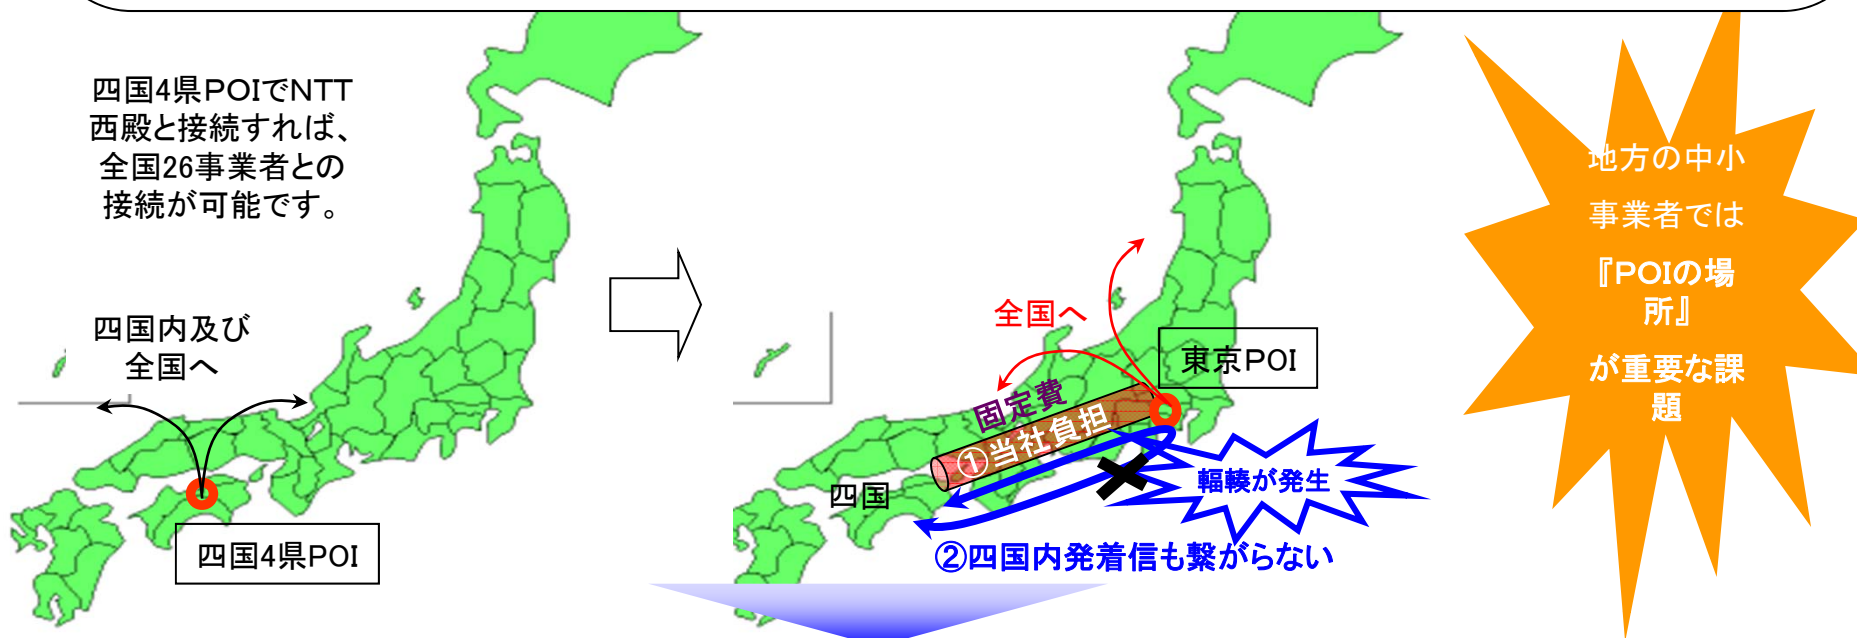 四国4県POIでNTT
西殿と接続すれば、
全国26事業者との
接続が可能です。
四国内及び
全国へ
四国4県POI
全国へ
東京POI
固定費
①当社負担
四国
輻輳が発生
②四国内発着信も繋がらない
地方の中小
事業者では
『POIの場
所』
が重要な課
題